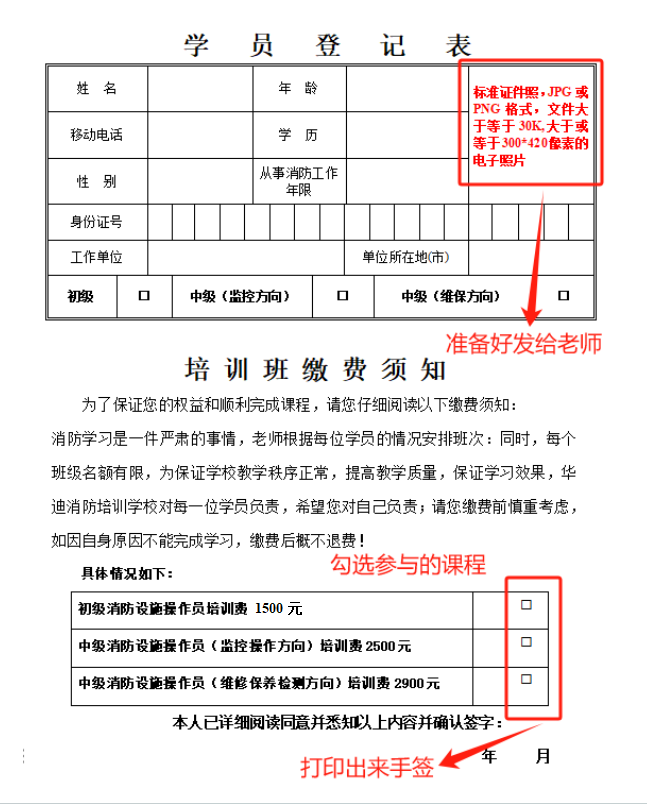 学 员 登 记 表
姓 名
年 龄
标准证件照，JPG 或
PNG 格式，文件大
于等于 30K,大于或
等于300*420像素的
电子照片
移动电话
学 历
性 别
从事消防工作
年限
身份证号
工作单位
单位所在地(市)
初级 □ 中级（监控方向） □ 中级（维保方向） □
准备好发给老师
培 训 班 缴 费 须 知
为了保证您的权益和顺利完成课程，请您仔细阅读以下缴费须知：
消防学习是一件严肃的事情，老师根据每位学员的情况安排班次：同时，每个
班级名额有限，为保证学校教学秩序正常，提高教学质量，保证学习效果，华
迪消防培训学校对每一位学员负责，希望您对自己负责；请您缴费前慎重考虑，
如因自身原因不能完成学习，缴费后概不退费！
勾选参与的课程
具体情况如下：
初级消防设施操作员培训费 1500 元 □
中级消防设施操作员（监控操作方向）培训费 2500 元 □
中级消防设施操作员（维修保养检测方向）培训费 2900 元 □
本人已详细阅读同意并悉知以上内容并确认签字：
年 月
打印出来手签